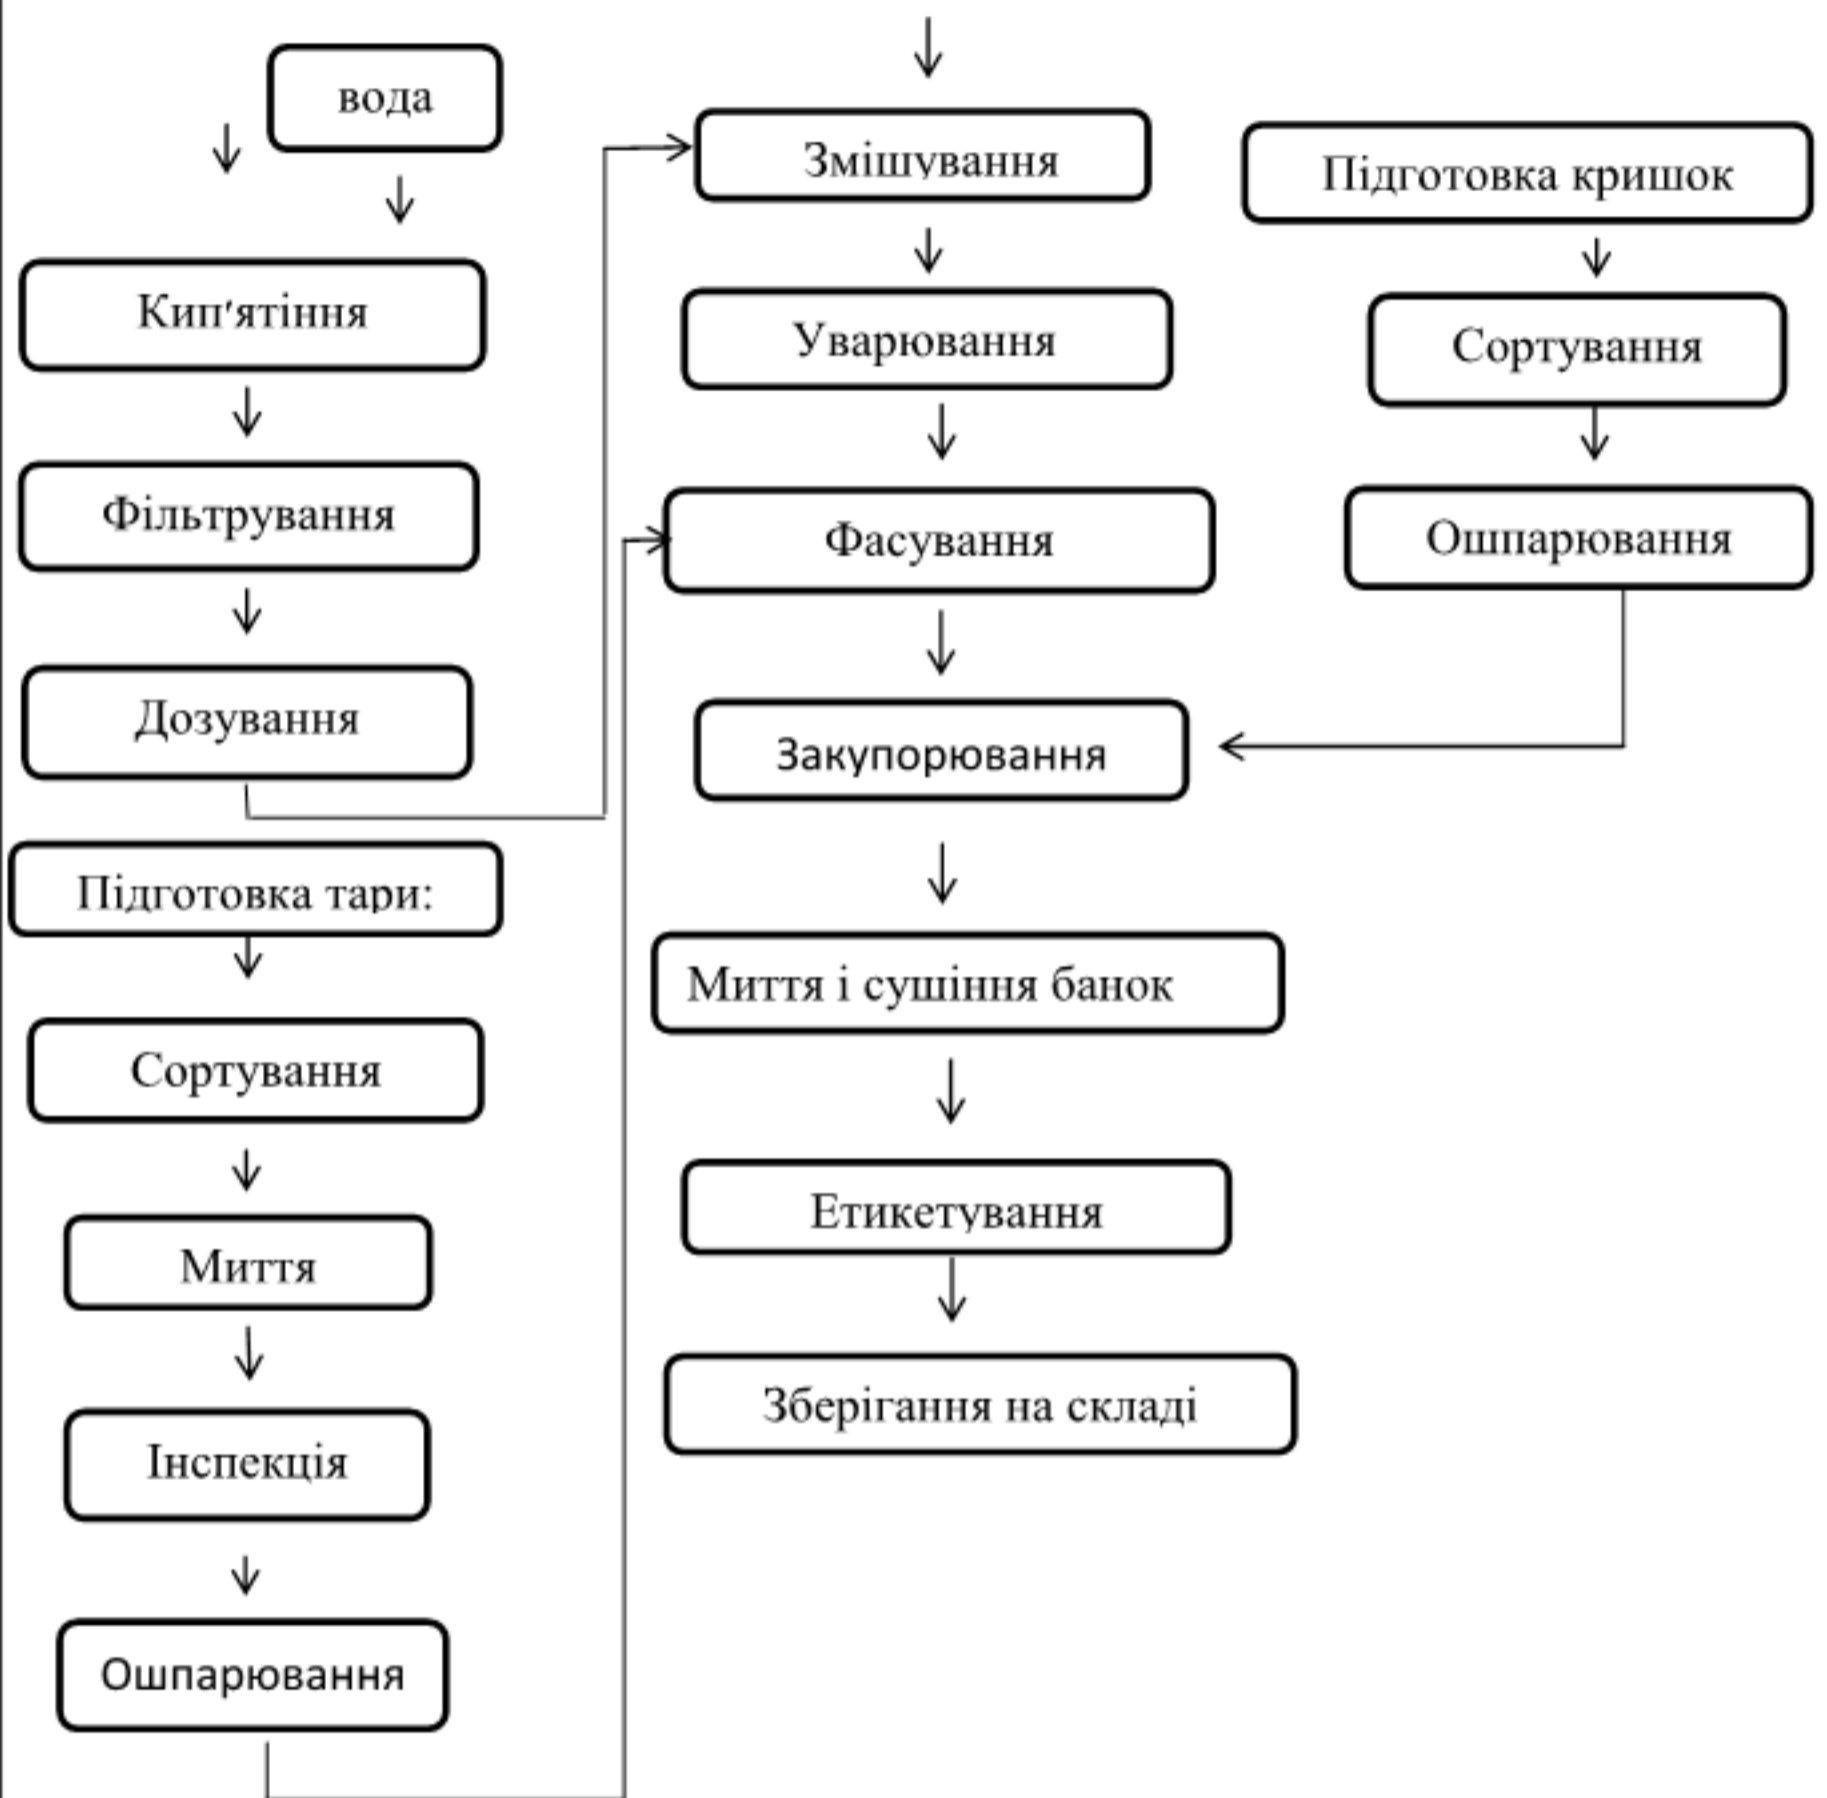 вода
Кип'ятіння
Фільтрування
Дозування
Підготовка тари:
Сортування
Миття
Інспекція
Ошпарювання
Змішування
Уварювання
Фасування
Закупорювання
Миття і сушіння банок
Етикетування
Зберігання на складі
Підготовка кришок
Сортування
Ошпарювання